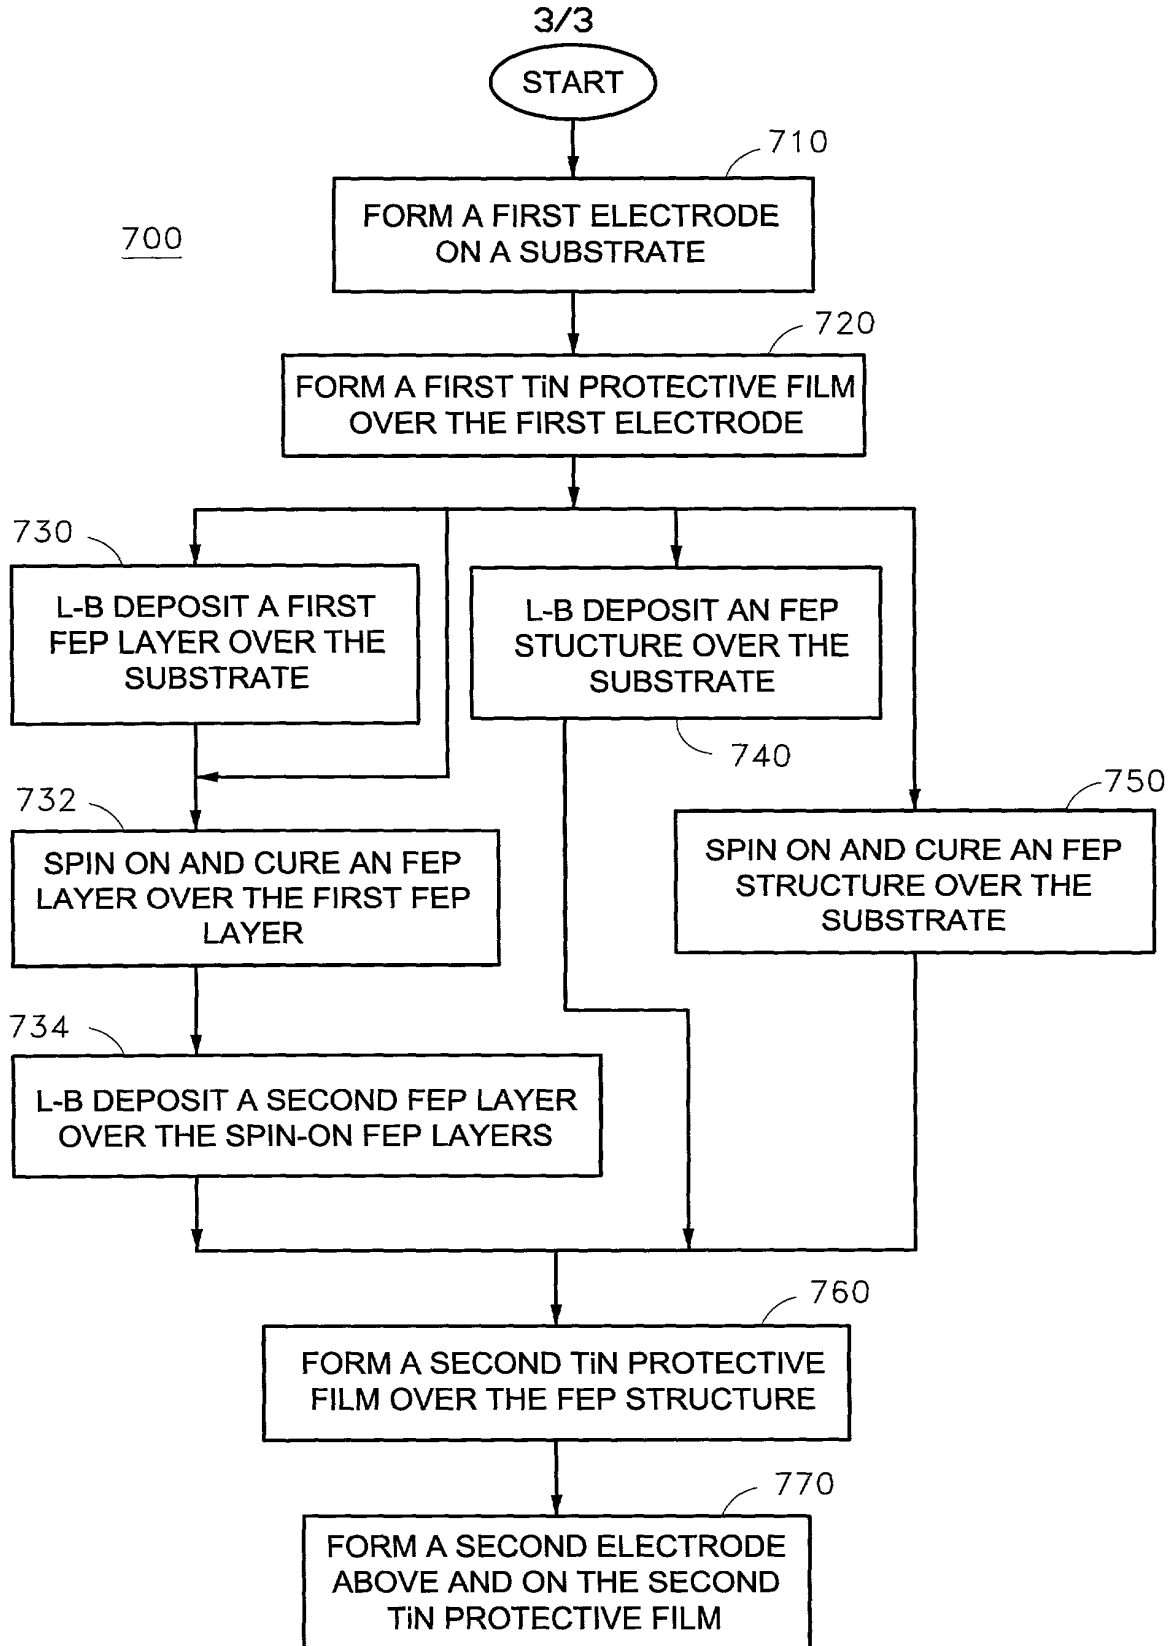 3/3
START
710
FORM A FIRST ELECTRODE
ON A SUBSTRATE
700
720
FORM A FIRST TiN PROTECTIVE FILM
OVER THE FIRST ELECTRODE
730
L-B DEPOSIT A FIRST
FEP LAYER OVER THE
SUBSTRATE
L-B DEPOSIT AN FEP
STUCTURE OVER THE
SUBSTRATE
740
732
SPIN ON AND CURE AN FEP
LAYER OVER THE FIRST FEP
LAYER
750
SPIN ON AND CURE AN FEP
STRUCTURE OVER THE
SUBSTRATE
734
L-B DEPOSIT A SECOND FEP LAYER
OVER THE SPIN-ON FEP LAYERS
760
FORM A SECOND TiN PROTECTIVE
FILM OVER THE FEP STRUCTURE
770
FORM A SECOND ELECTRODE
ABOVE AND ON THE SECOND
TiN PROTECTIVE FILM